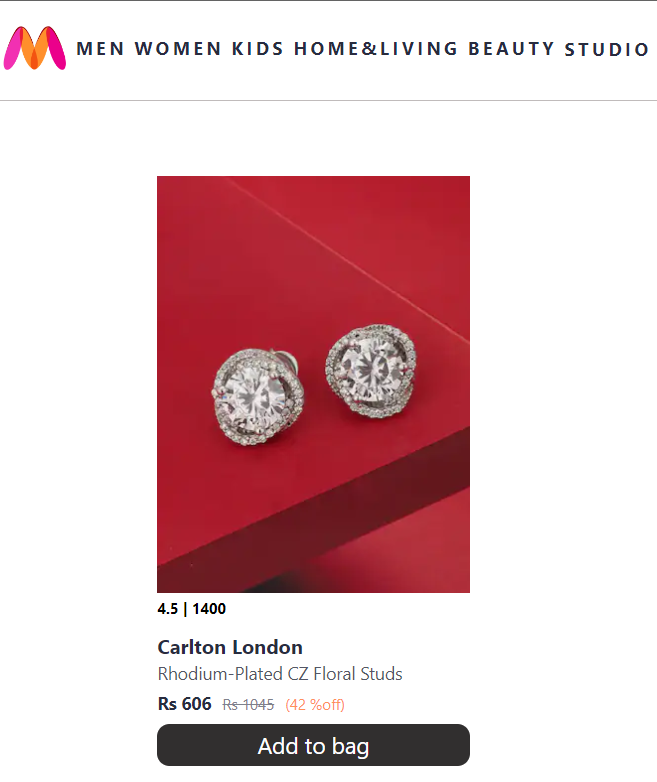 MEN WOMEN KIDS HOME&LIVING BEAUTY STUDIO
4.5 | 1400
Carlton London
Rhodium-Plated CZ Floral Studs
Rs 606 Rs 1045 (42 %off)
Add to bag